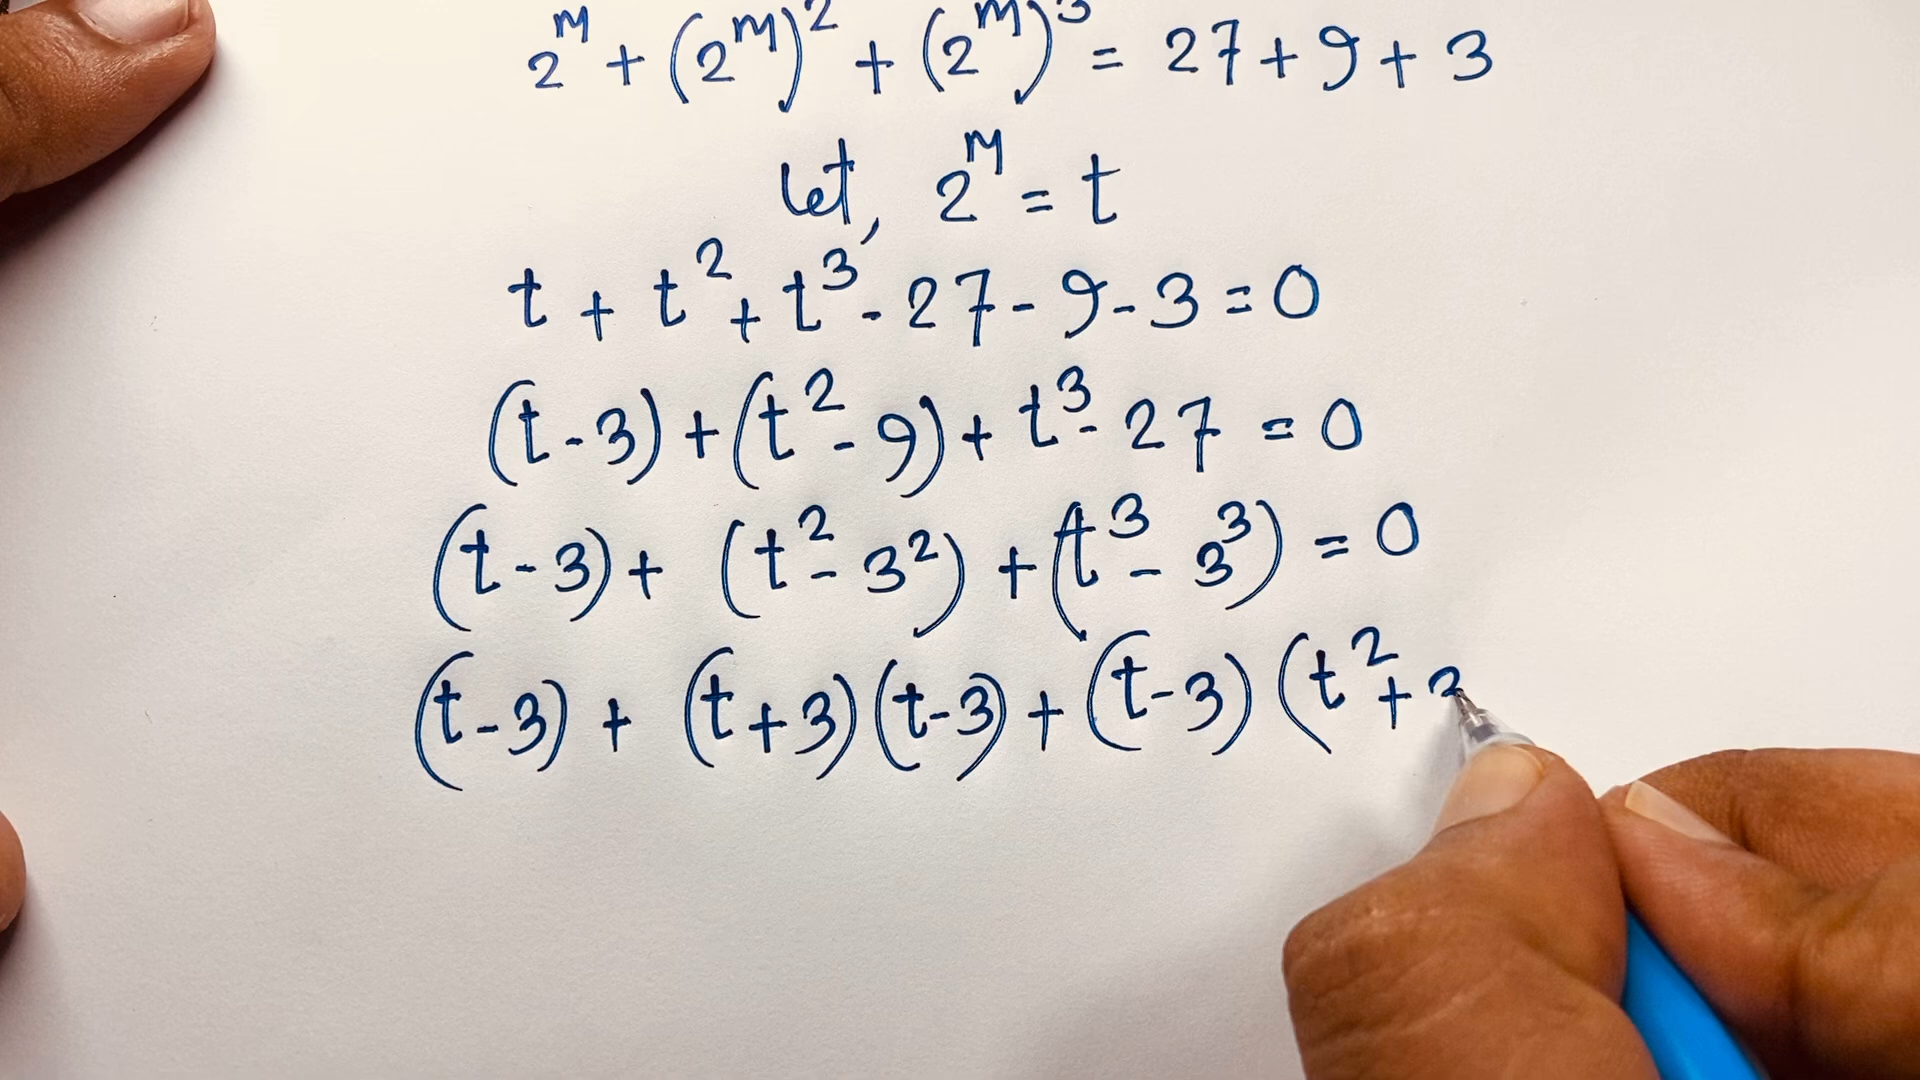 2^m + (2^m)^2 + (2^m)^3 = 27 + 9 + 3
let, 2^m = t
t + t^2 + t^3 - 27 - 9 - 3 = 0
(t - 3) + (t^2 - 9) + t^3 - 27 = 0
(t - 3) + (t^2 - 3^2) + (t^3 - 3^3) = 0
(t - 3) + (t + 3)(t - 3) + (t - 3)(t^2 + 3